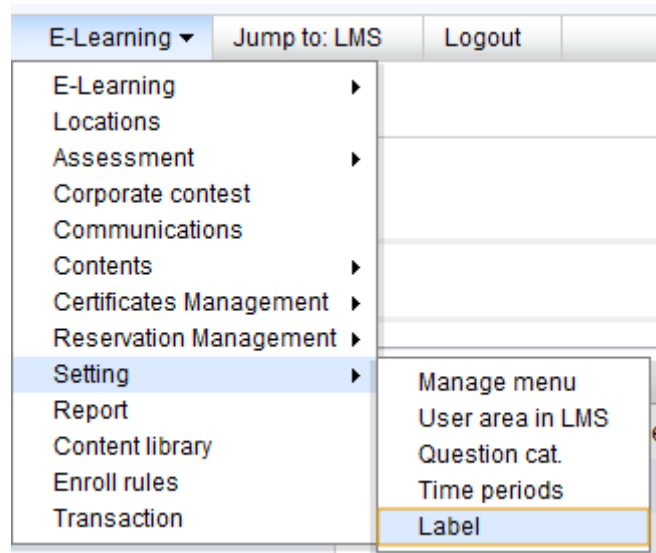 E-Learning Jump to: LMS Logout
E-Learning
Locations
Assessment
Corporate contest
Communications
Contents
Certificates Management
Reservation Management
Setting
Report
Content library
Enroll rules
Transaction
Manage menu
User area in LMS
Question cat.
Time periods
Label